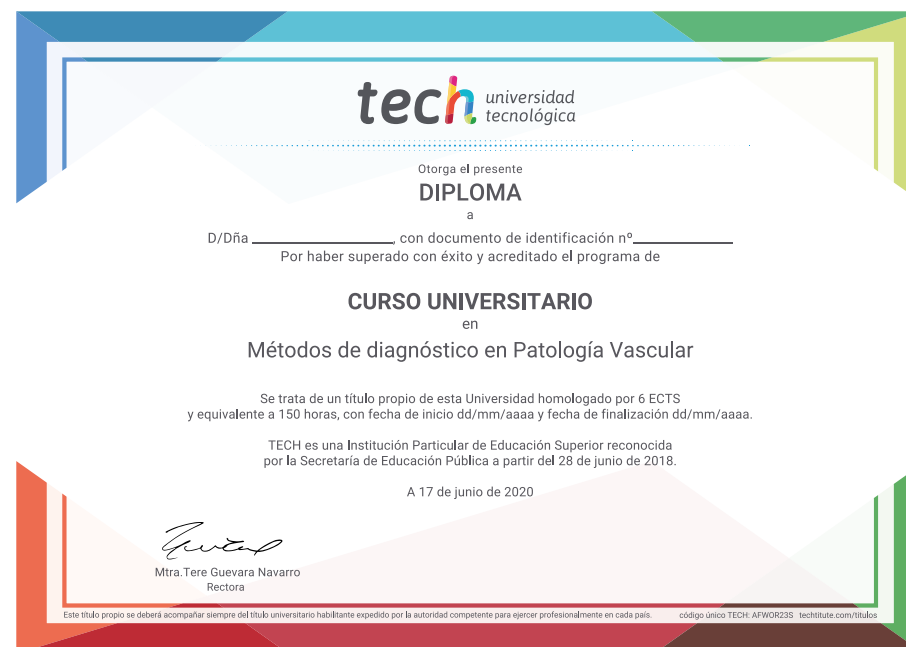 tech universidad
tecnológica
Otorga el presente
DIPLOMA
a
D/Dña ____________________, con documento de identificación nº______________
Por haber superado con éxito y acreditado el programa de
CURSO UNIVERSITARIO
en
Métodos de diagnóstico en Patología Vascular
Se trata de un título propio de esta Universidad homologado por 6 ECTS
y equivalente a 150 horas, con fecha de inicio dd/mm/aaaa y fecha de finalización dd/mm/aaaa.
TECH es una Institución Particular de Educación Superior reconocida
por la Secretaría de Educación Pública a partir del 28 de junio de 2018.
A 17 de junio de 2020
Mtra.Tere Guevara Navarro
Rectora
Este título propio se deberá acompañar siempre del título universitario habilitante expedido por la autoridad competente para ejercer profesionalmente en cada país. código único TECH: AFWOR23S techtitute.com/titulos